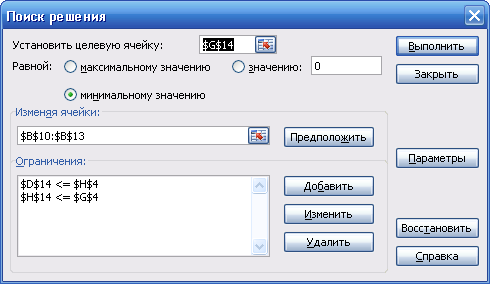 Поиск решения
Установить целевую ячейку: $G$14 Выполнить
Равной: максимальному значению значению: 0 Закрыть
минимальному значению
Изменяя ячейки:
$B$10:$B$13 Предположить
Ограничения: Параметры
$D$14 <= $H$4 Добавить
$H$14 <= $G$4
Изменить
Восстановить
Удалить
Справка